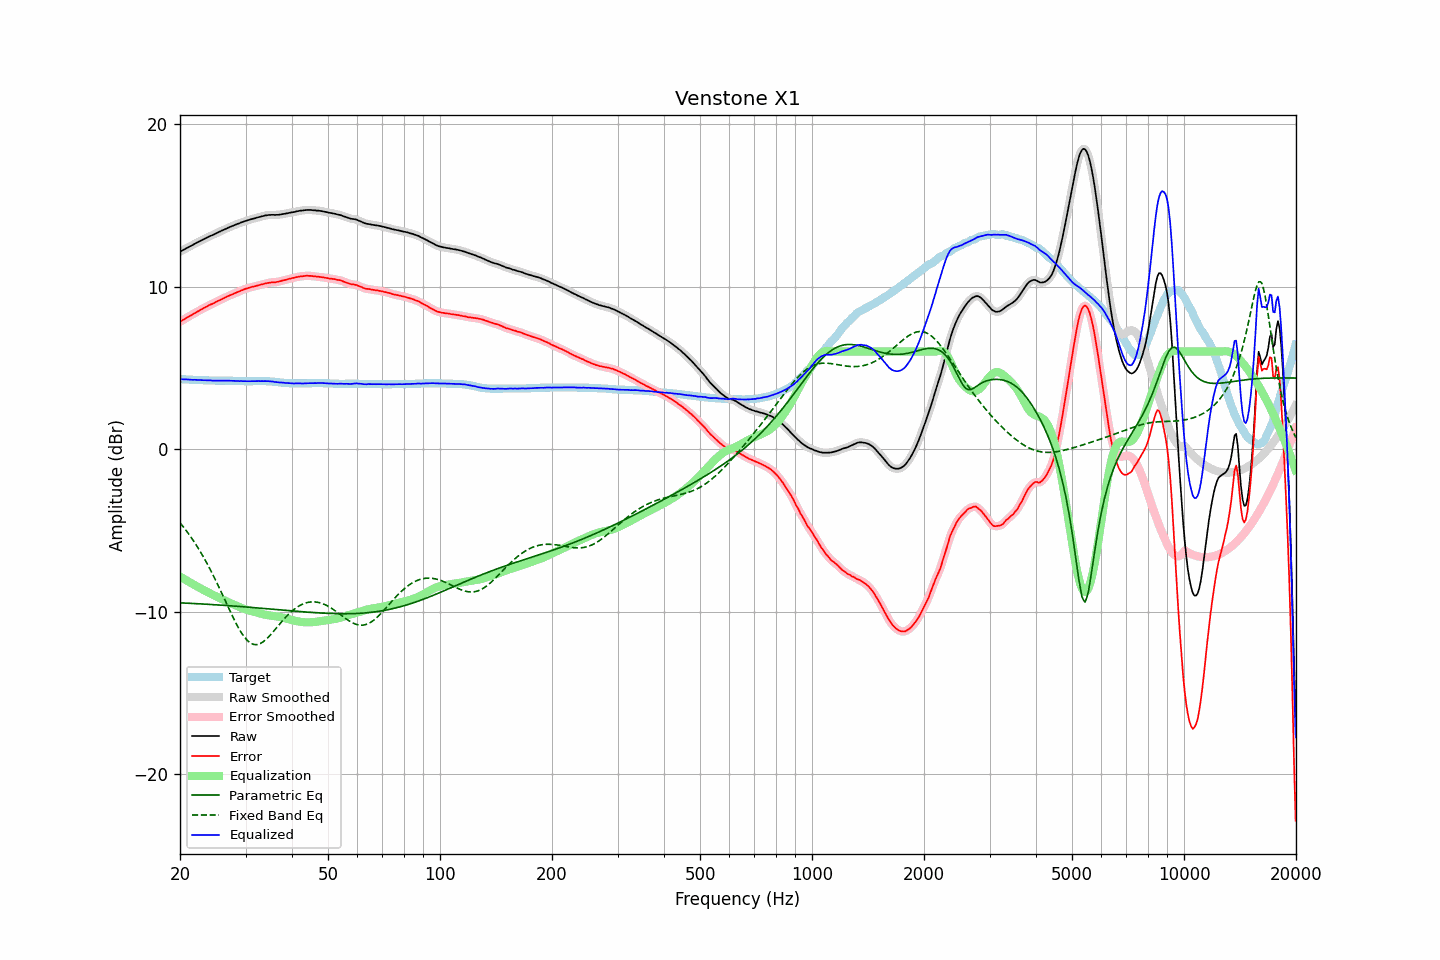 Venstone X1
Amplitude (dBr)
20
10
0
−10
−20
Target
Raw Smoothed
Error Smoothed
Raw
Error
Equalization
Parametric Eq
Fixed Band Eq
Equalized
20 50 100 200 500 1000 2000 5000 10000 20000
Frequency (Hz)